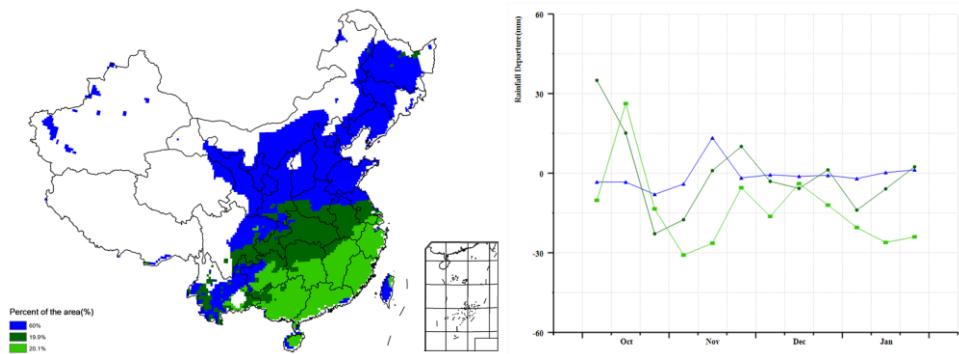 Percent of the area(%)
60%
19.9%
20.1%
Rainfall Departure(mm)
60
30
0
-30
-60
Oct
Nov
Dec
Jan